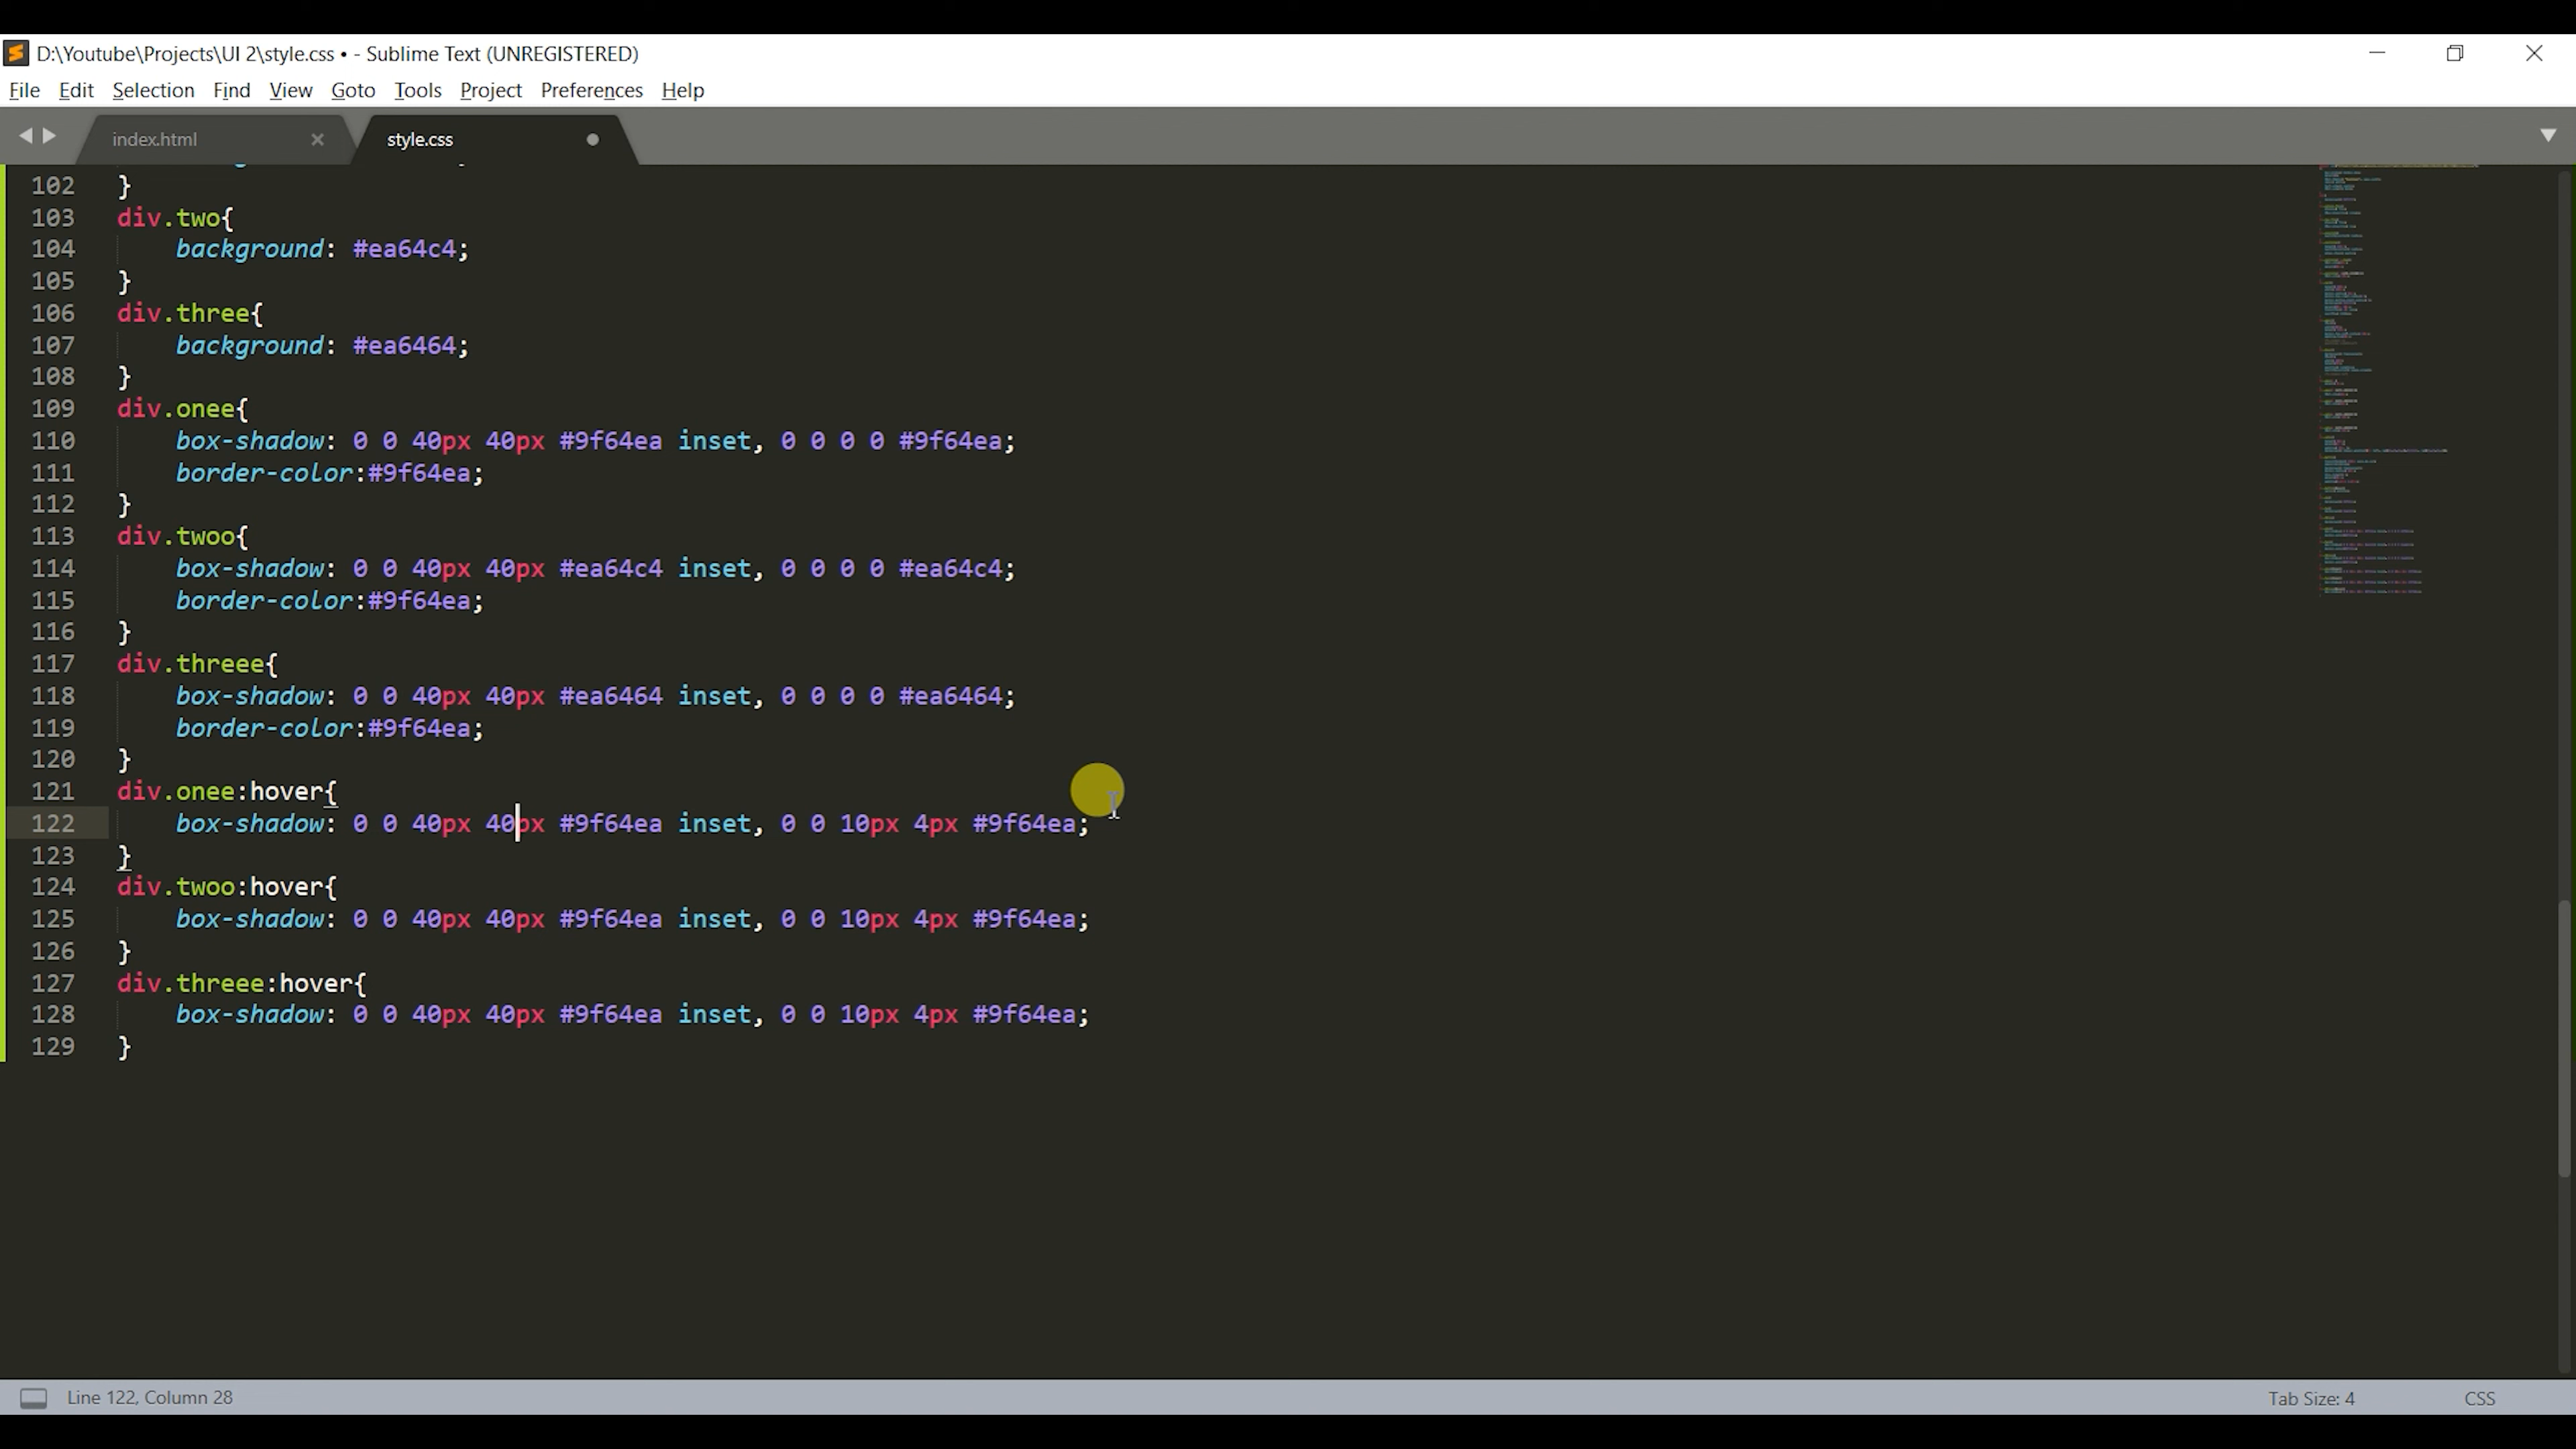 D:\Youtube\Projects\UI 2\style.css • - Sublime Text (UNREGISTERED)
File Edit Selection Find View Goto Tools Project Preferences Help
index.html style.css
102 }
103 div.two{
104 background: #ea64c4;
105 }
106 div.three{
107 background: #ea6464;
108 }
109 div.onee{
110 box-shadow: 0 0 40px 40px #9f64ea inset, 0 0 0 0 #9f64ea;
111 border-color:#9f64ea;
112 }
113 div.twoo{
114 box-shadow: 0 0 40px 40px #ea64c4 inset, 0 0 0 0 #ea64c4;
115 border-color:#9f64ea;
116 }
117 div.threee{
118 box-shadow: 0 0 40px 40px #ea6464 inset, 0 0 0 0 #ea6464;
119 border-color:#9f64ea;
120 }
121 div.onee:hover{
122 box-shadow: 0 0 40px 40px #9f64ea inset, 0 0 10px 4px #9f64ea;
123 }
124 div.twoo:hover{
125 box-shadow: 0 0 40px 40px #9f64ea inset, 0 0 10px 4px #9f64ea;
126 }
127 div.threee:hover{
128 box-shadow: 0 0 40px 40px #9f64ea inset, 0 0 10px 4px #9f64ea;
129 }
Line 122, Column 28 Tab Size: 4 CSS